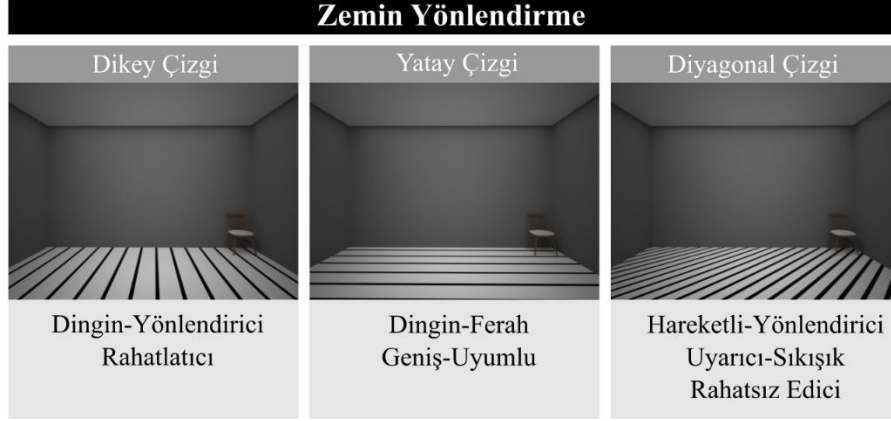 Zemin Yönlendirme
Dikey Çizgi
Yatay Çizgi
Diyagonal Çizgi
Dingin-Yönlendirici
Rahatlatıcı
Dingin-Ferah
Geniş-Uyumlu
Hareketli-Yönlendirici
Uyarıcı-Sıkışık
Rahatsız Edici